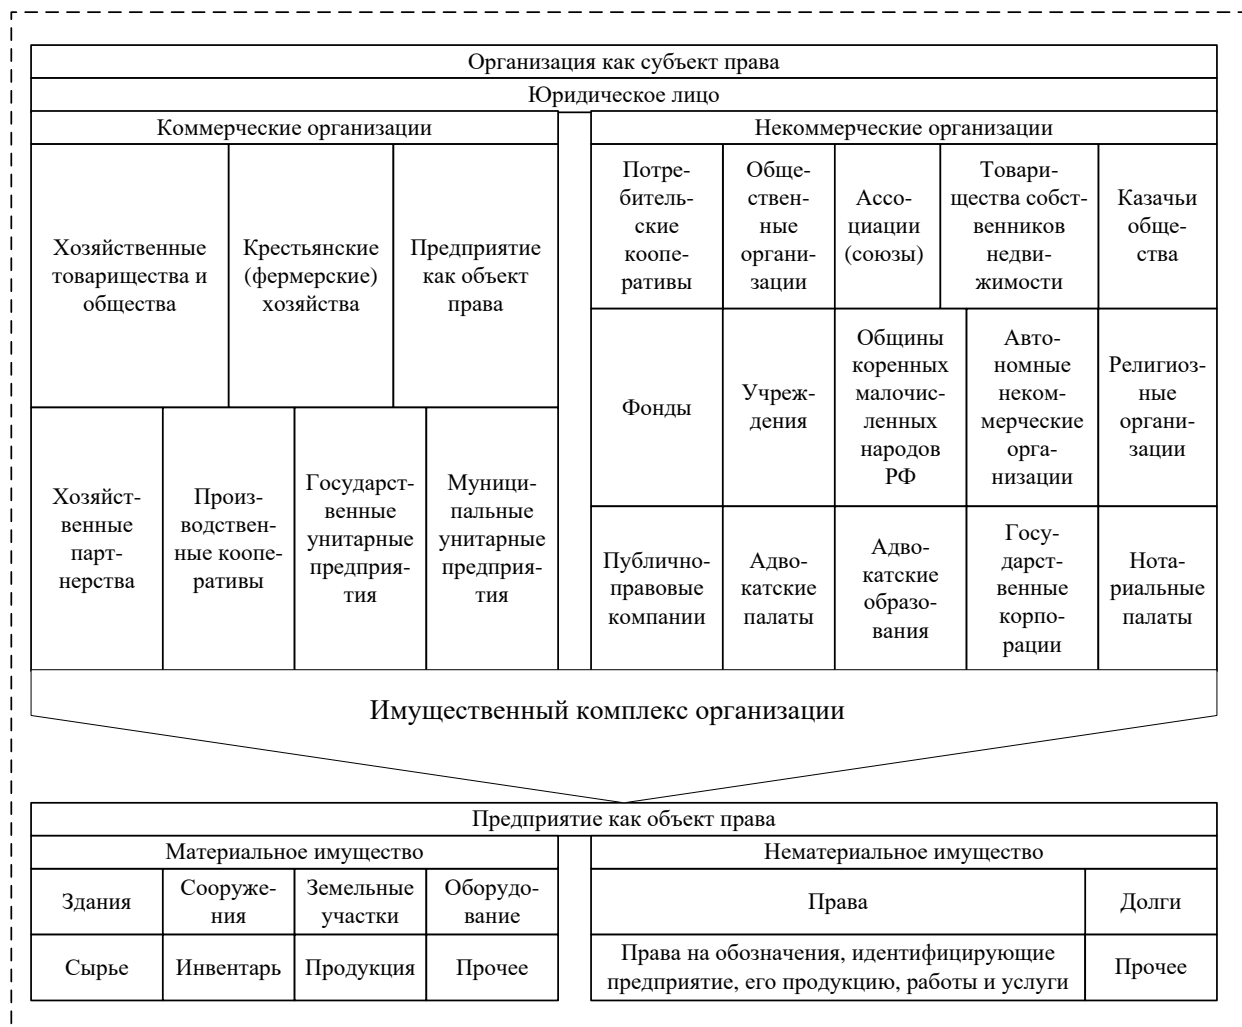 Организация как субъект права
Юридическое лицо
Коммерческие организации
Некоммерческие организации
Хозяйственные
товарищества и
общества
Крестьянские
(фермерские)
хозяйства
Предприятие
как объект
права
Хозяйст-
венные
парт-
нерства
Произ-
водствен-
ные коопе-
ративы
Государст-
венные
унитарные
предприя-
тия
Муници-
пальные
унитарные
предприя-
тия
Потре-
битель-
ские
коопе-
ративы
Обще-
ствен-
ные
органи-
зации
Ассо-
циации
(союзы)
Товари-
щества собст-
венников
недви-
жимости
Казачьи
обще-
ства
Фонды
Учреж-
дения
Общины
коренных
малочис-
ленных
народов
РФ
Авто-
номные
неком-
мерческие
орга-
низации
Религиоз-
ные
органи-
зации
Публично-
правовые
компании
Адво-
катские
палаты
Адво-
катские
образо-
вания
Госу-
дарст-
венные
корпо-
рации
Нота-
риальные
палаты
Имущественный комплекс организации
Предприятие как объект права
Материальное имущество
Нематериальное имущество
Здания
Сооруже-
ния
Земельные
участки
Оборудо-
вание
Права
Долги
Сырье
Инвентарь
Продукция
Прочее
Права на обозначения, идентифицирующие
предприятие, его продукцию, работы и услуги
Прочее